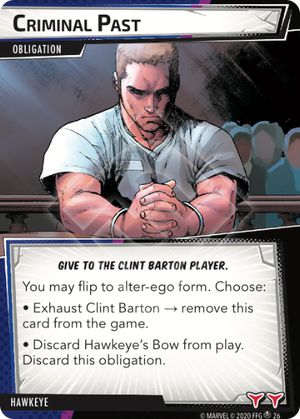 Criminal Past
OBLIGATION
GIVE TO THE CLINT BARTON PLAYER.
You may flip to alter-ego form. Choose:
• Exhaust Clint Barton → remove this
card from the game.
• Discard Hawkeye's Bow from play.
Discard this obligation.
HAWKEYE
© MARVEL © 2020 FFG 26